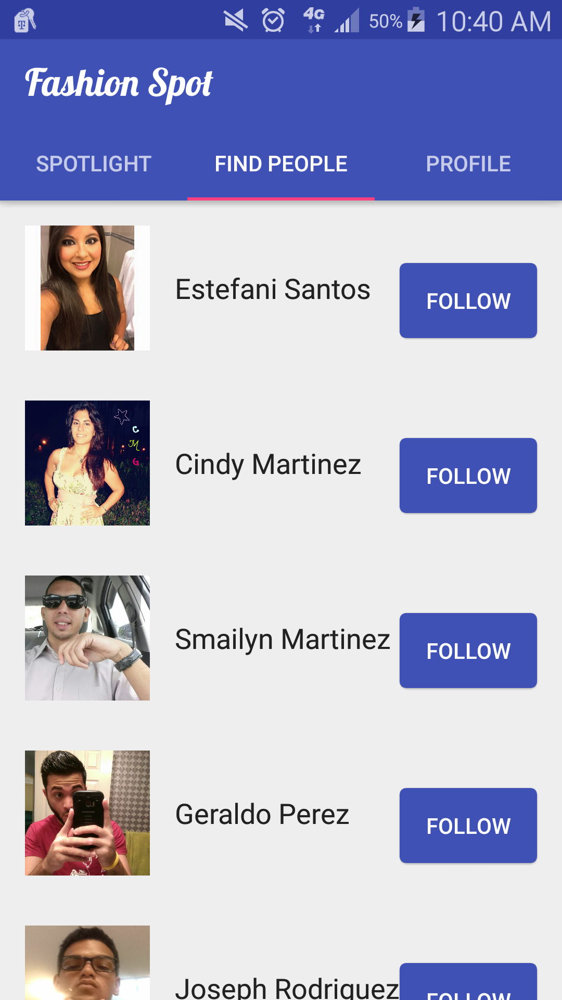 4G 50% 10:40 AM
Fashion Spot
SPOTLIGHT FIND PEOPLE PROFILE
Estefani Santos FOLLOW
C
M
G
Cindy Martinez FOLLOW
Smailyn Martinez FOLLOW
Geraldo Perez FOLLOW
Joseph Rodriguez FOLLOW